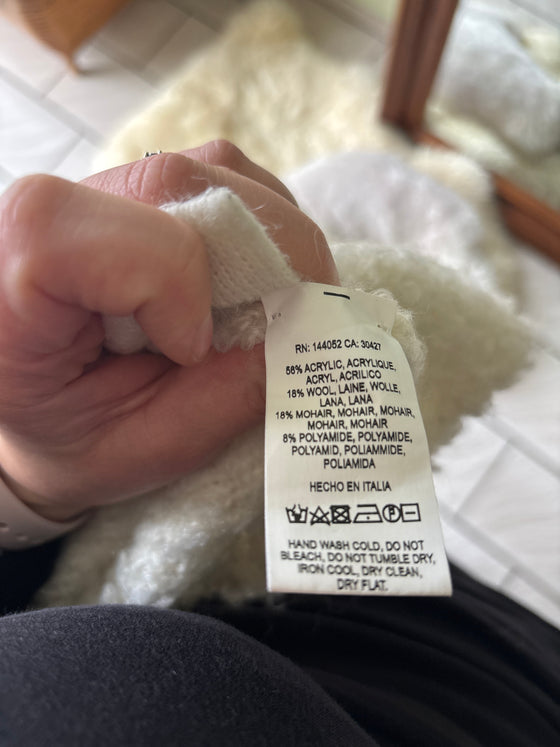 RN: 144052 CA: 30427
56% ACRYLIC, ACRYLIQUE,
ACRYL, ACRILICO
18% WOOL, LAINE, WOLLE,
LANA, LANA
18% MOHAIR, MOHAIR, MOHAIR,
MOHAIR, MOHAIR
8% POLYAMIDE, POLYAMIDE,
POLYAMID, POLIAMMIDE,
POLIAMIDA
HECHO EN ITALIA
HAND WASH COLD, DO NOT
BLEACH, DO NOT TUMBLE DRY,
IRON COOL, DRY CLEAN,
DRY FLAT.